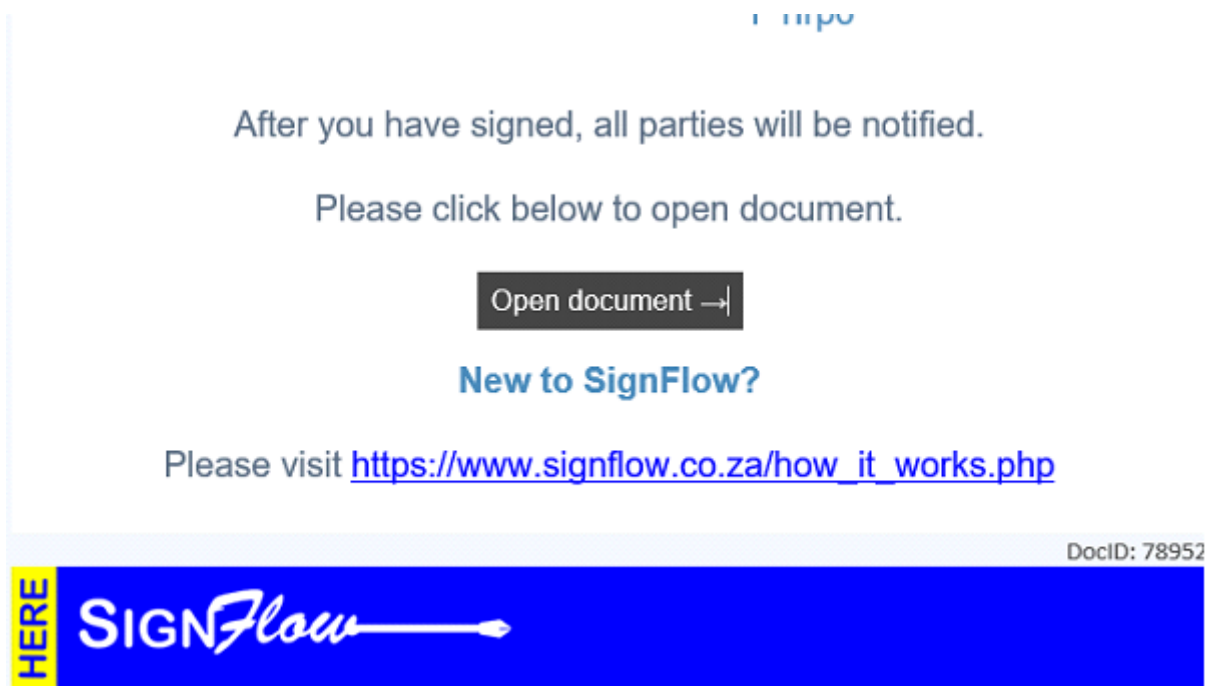 After you have signed, all parties will be notified.
Please click below to open document.
Open document →
New to SignFlow?
Please visit https://www.signflow.co.za/how_it_works.php
DocID: 78952
HERE
SIGNFlow